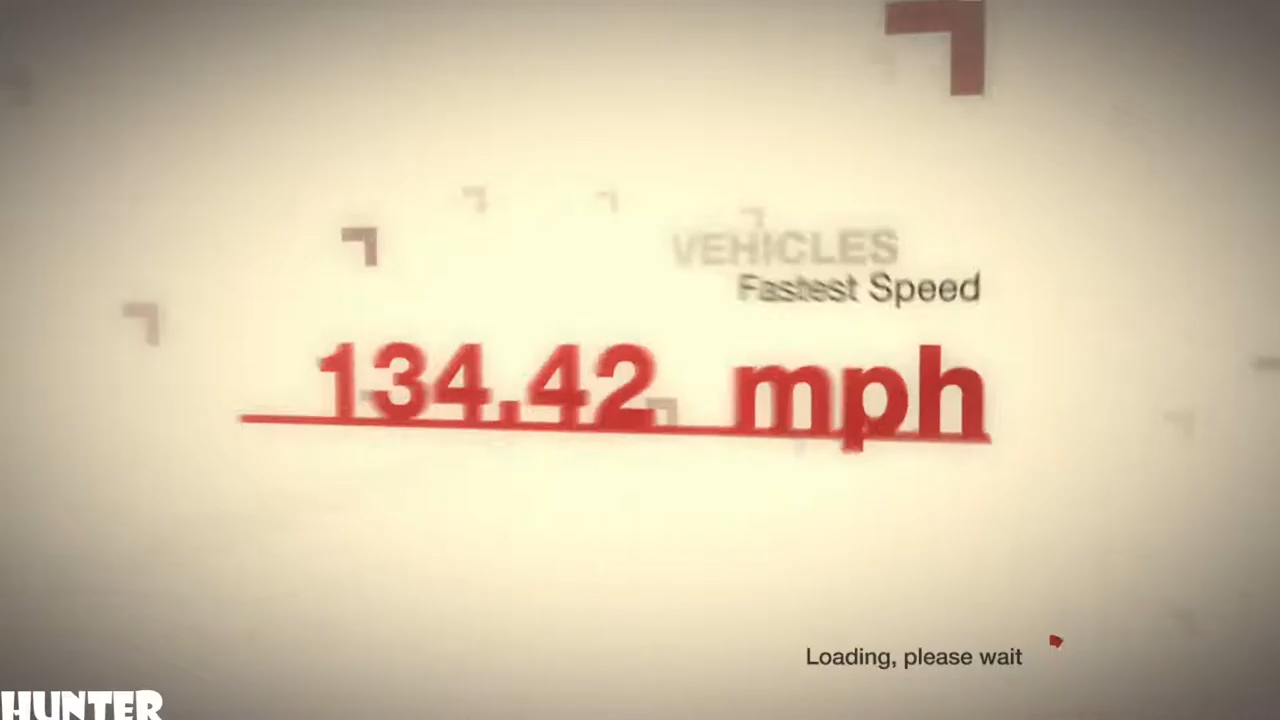 VEHICLES
Fastest Speed
134.42 mph
Loading, please wait
HUNTER